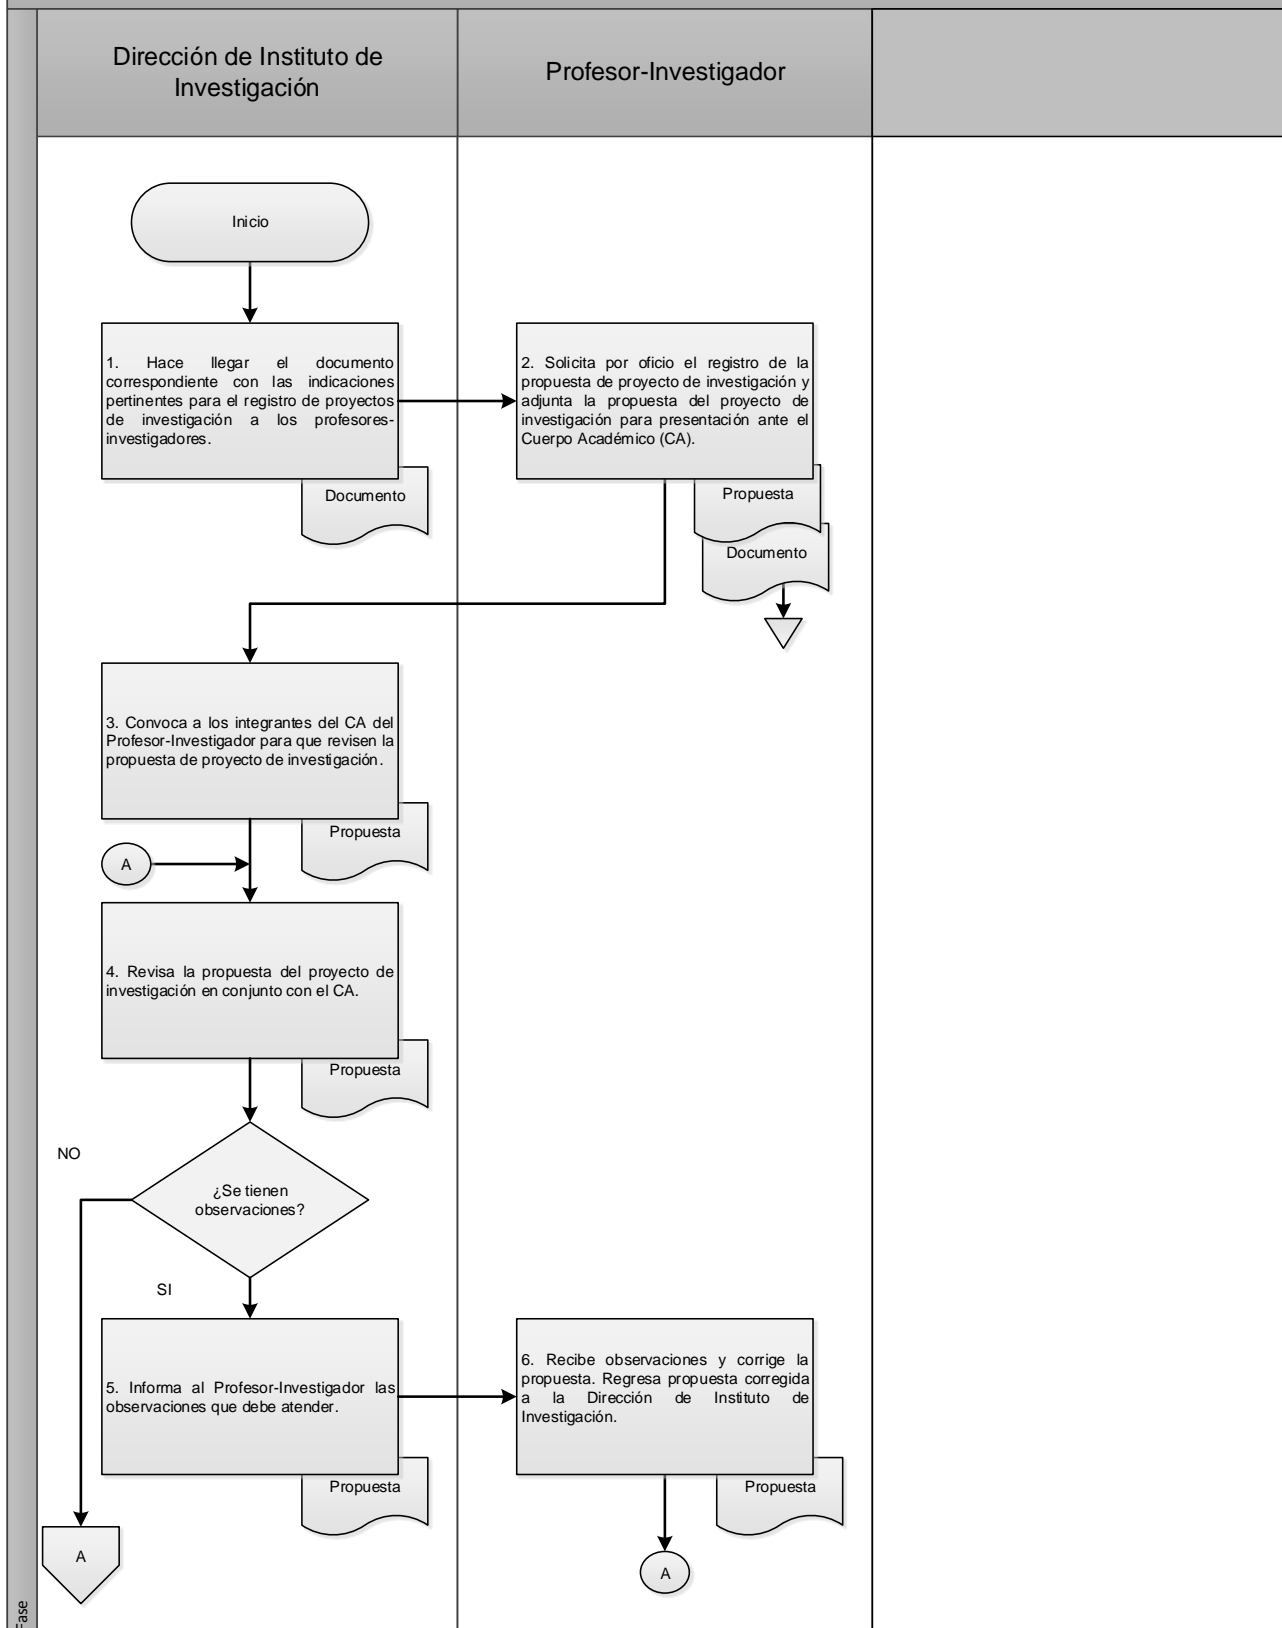 Dirección de Instituto de
Investigación
Profesor-Investigador
Inicio
1. Hace llegar el documento
correspondiente con las indicaciones
pertinentes para el registro de proyectos
de investigación a los profesores-
investigadores.
Documento
2. Solicita por oficio el registro de la
propuesta de proyecto de investigación y
adjunta la propuesta del proyecto de
investigación para presentación ante el
Cuerpo Académico (CA).
Propuesta
Documento
3. Convoca a los integrantes del CA del
Profesor-Investigador para que revisen la
propuesta de proyecto de investigación.
Propuesta
A
4. Revisa la propuesta del proyecto de
investigación en conjunto con el CA.
Propuesta
NO
¿Se tienen
observaciones?
SI
5. Informa al Profesor-Investigador las
observaciones que debe atender.
Propuesta
6. Recibe observaciones y corrige la
propuesta. Regresa propuesta corregida
a la Dirección de Instituto de
Investigación.
Propuesta
A
A
Fase